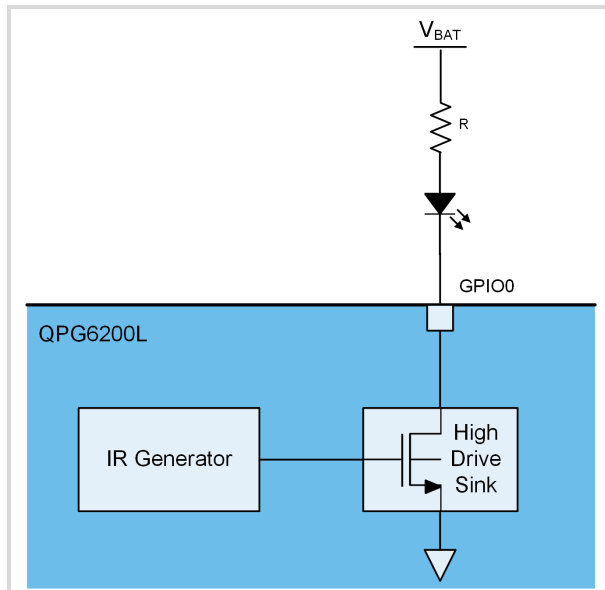 VBAT
R
GPIO0
QPG6200L
IR Generator
High
Drive
Sink